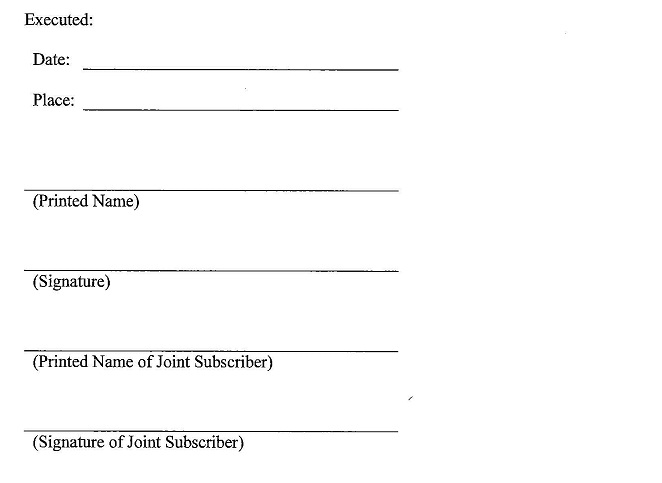 Executed:
Date:
Place:
(Printed Name)
(Signature)
(Printed Name of Joint Subscriber)
(Signature of Joint Subscriber)